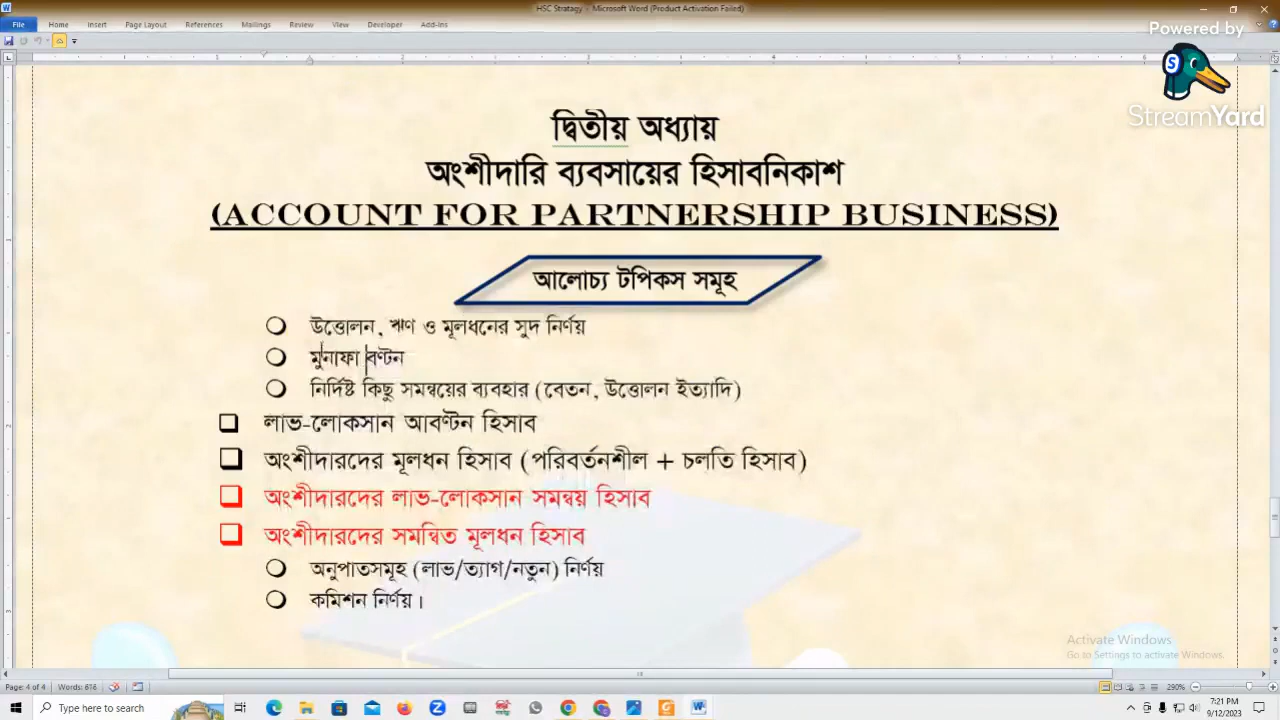 HSC Stratagy - Microsoft Word (Product Activation Failed)
File Home Insert Page Layout References Mailings Review View Developer Add-Ins
Powered by
StreamYard
দ্বিতীয় অধ্যায়
অংশীদারি ব্যবসায়ের হিসাবনিকাশ
(ACCOUNT FOR PARTNERSHIP BUSINESS)
আলোচ্য টপিকস সমূহ
উত্তোলন, ঋণ ও মূলধনের সুদ নির্ণয়
মুনাফা বণ্টন
নির্দিষ্ট কিছু সমন্বয়ের ব্যবহার (বেতন, উত্তোলন ইত্যাদি)
লাভ-লোকসান আবণ্টন হিসাব
অংশীদারদের মূলধন হিসাব (পরিবর্তনশীল + চলতি হিসাব)
অংশীদারদের লাভ-লোকসান সমন্বয় হিসাব
অংশীদারদের সমন্বিত মূলধন হিসাব
অনুপাতসমূহ (লাভ/ত্যাগ/নতুন) নির্ণয়
কমিশন নির্ণয়।
Activate Windows
Go to Settings to activate Windows.
Page: 4 of 4 Words: 676 290%
Type here to search
7:21 PM
9/12/2023